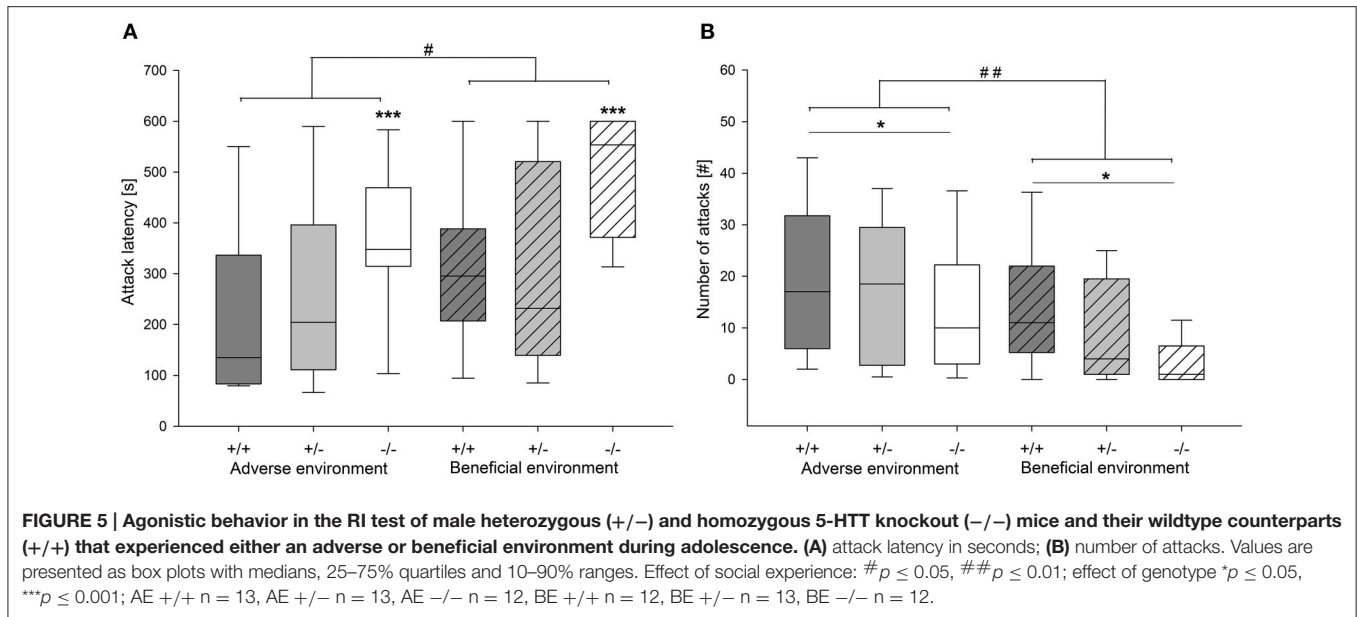 A
B
#
##
700
600
500
400
300
200
100
0
Attack latency [s]
***
***
+/+ +/- -/- +/+ +/- -/-
Adverse environment Beneficial environment
60
50
40
30
20
10
0
Number of attacks [#]
*
*
+/+ +/- -/- +/+ +/- -/-
Adverse environment Beneficial environment
FIGURE 5 | Agonistic behavior in the RI test of male heterozygous (+/−) and homozygous 5-HTT knockout (−/−) mice and their wildtype counterparts
(+/+) that experienced either an adverse or beneficial environment during adolescence. (A) attack latency in seconds; (B) number of attacks. Values are
presented as box plots with medians, 25–75% quartiles and 10–90% ranges. Effect of social experience: #p ≤ 0.05, ##p ≤ 0.01; effect of genotype *p ≤ 0.05,
***p ≤ 0.001; AE +/+ n = 13, AE +/− n = 13, AE −/− n = 12, BE +/+ n = 12, BE +/− n = 13, BE −/− n = 12.